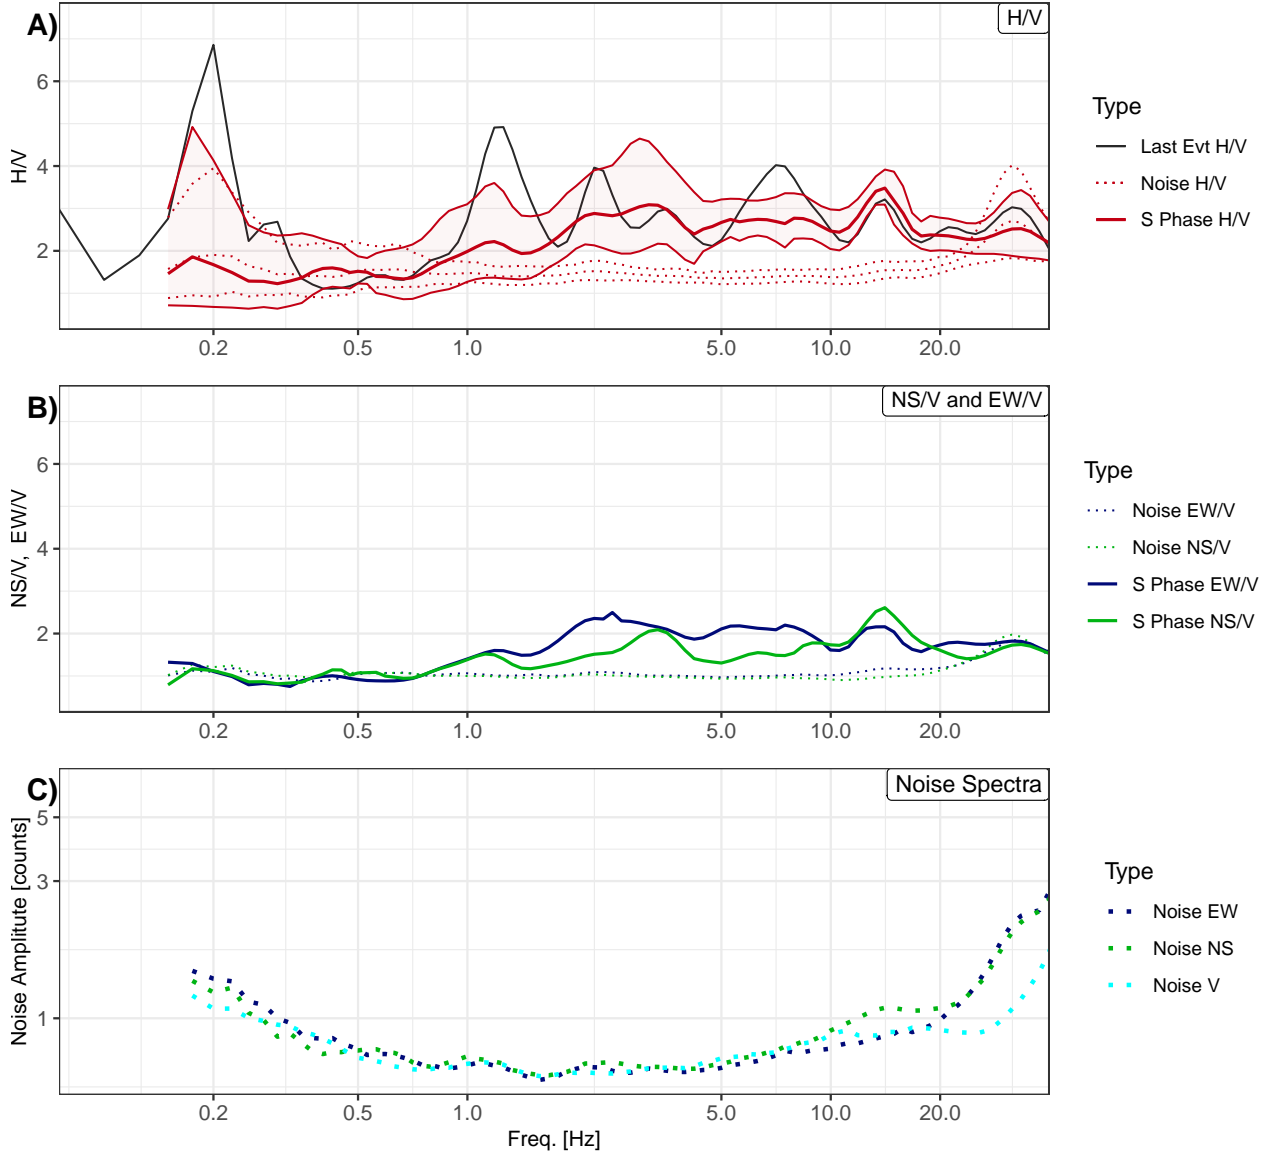 A)
H/V
6
4
2
H/V
0.2 0.5 1.0 5.0 10.0 20.0
Type
Last Evt H/V
Noise H/V
S Phase H/V
B)
NS/V and EW/V
6
4
2
NS/V, EW/V
0.2 0.5 1.0 5.0 10.0 20.0
Type
Noise EW/V
Noise NS/V
S Phase EW/V
S Phase NS/V
C)
Noise Spectra
5
3
1
Noise Amplitute [counts]
0.2 0.5 1.0 5.0 10.0 20.0
Freq. [Hz]
Type
Noise EW
Noise NS
Noise V